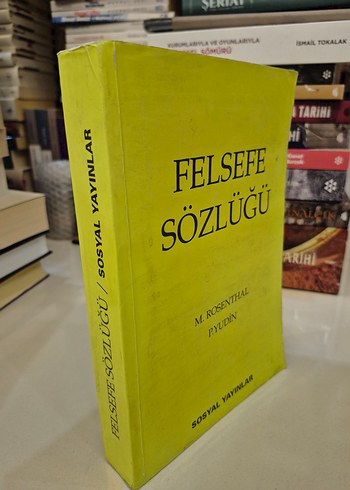 FELSEFE
SÖZLÜĞÜ
M. ROSENTHAL
P.YUDİN
SOSYAL YAYINLAR
FELSEFE SÖZLÜĞÜ / SOSYAL YAYINLAR
ŞERİAT
KURUMLARIYLA VE OYUNLARIYLA
İSMAİL TOKALAK
SÖMÜRÜ
TARİHİ
TARİHİ